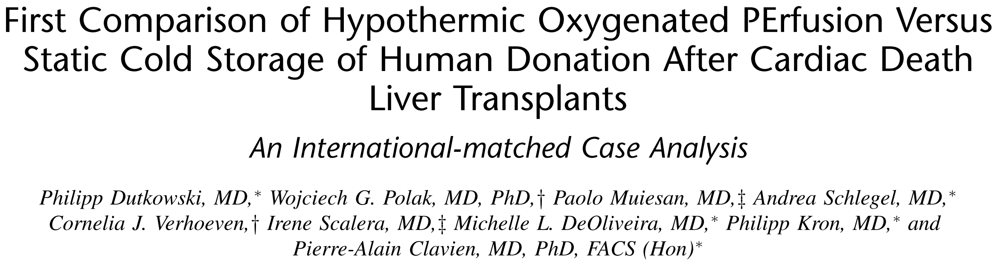 First Comparison of Hypothermic Oxygenated PErfusion Versus
Static Cold Storage of Human Donation After Cardiac Death
Liver Transplants
An International-matched Case Analysis
Philipp Dutkowski, MD,* Wojciech G. Polak, MD, PhD,† Paolo Muiesan, MD,‡ Andrea Schlegel, MD,*
Cornelia J. Verhoeven,† Irene Scalera, MD,‡ Michelle L. DeOliveira, MD,* Philipp Kron, MD,* and
Pierre-Alain Clavien, MD, PhD, FACS (Hon)*